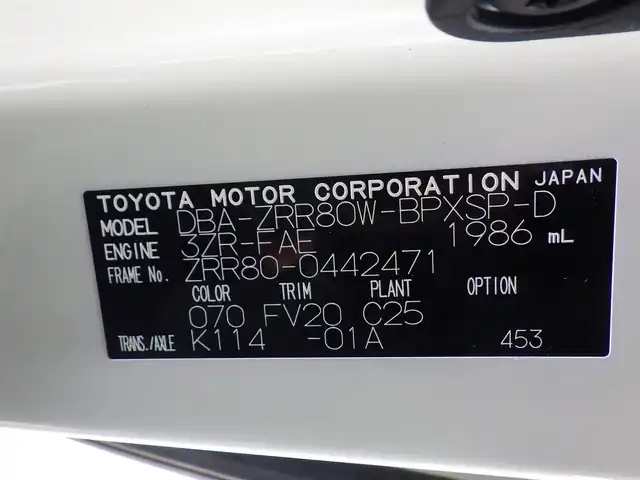 TOYOTA MOTOR CORPORATION JAPAN
MODEL DBA-ZRR80W-BPXSP-D
ENGINE 3ZR-FAE 1986 mL
FRAME No. ZRR80-0442471
COLOR TRIM PLANT OPTION
070 FV20 C25
TRANS./AXLE K114 -01A 453